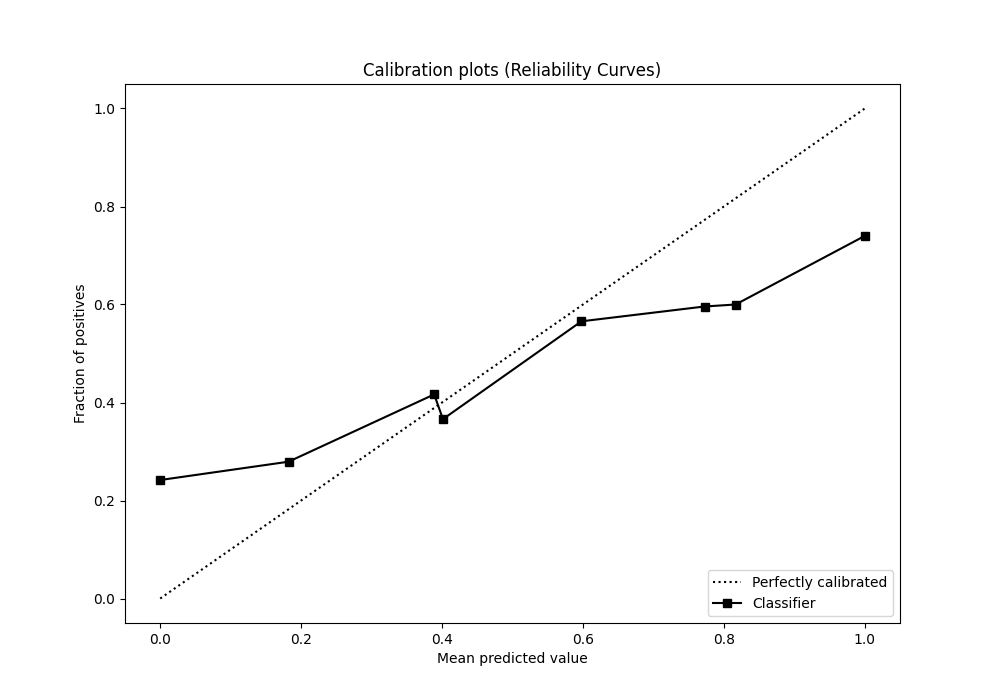 Calibration plots (Reliability Curves)
1.0
0.8
0.6
0.4
0.2
0.0
Fraction of positives
Perfectly calibrated
Classifier
0.0 0.2 0.4 0.6 0.8 1.0
Mean predicted value